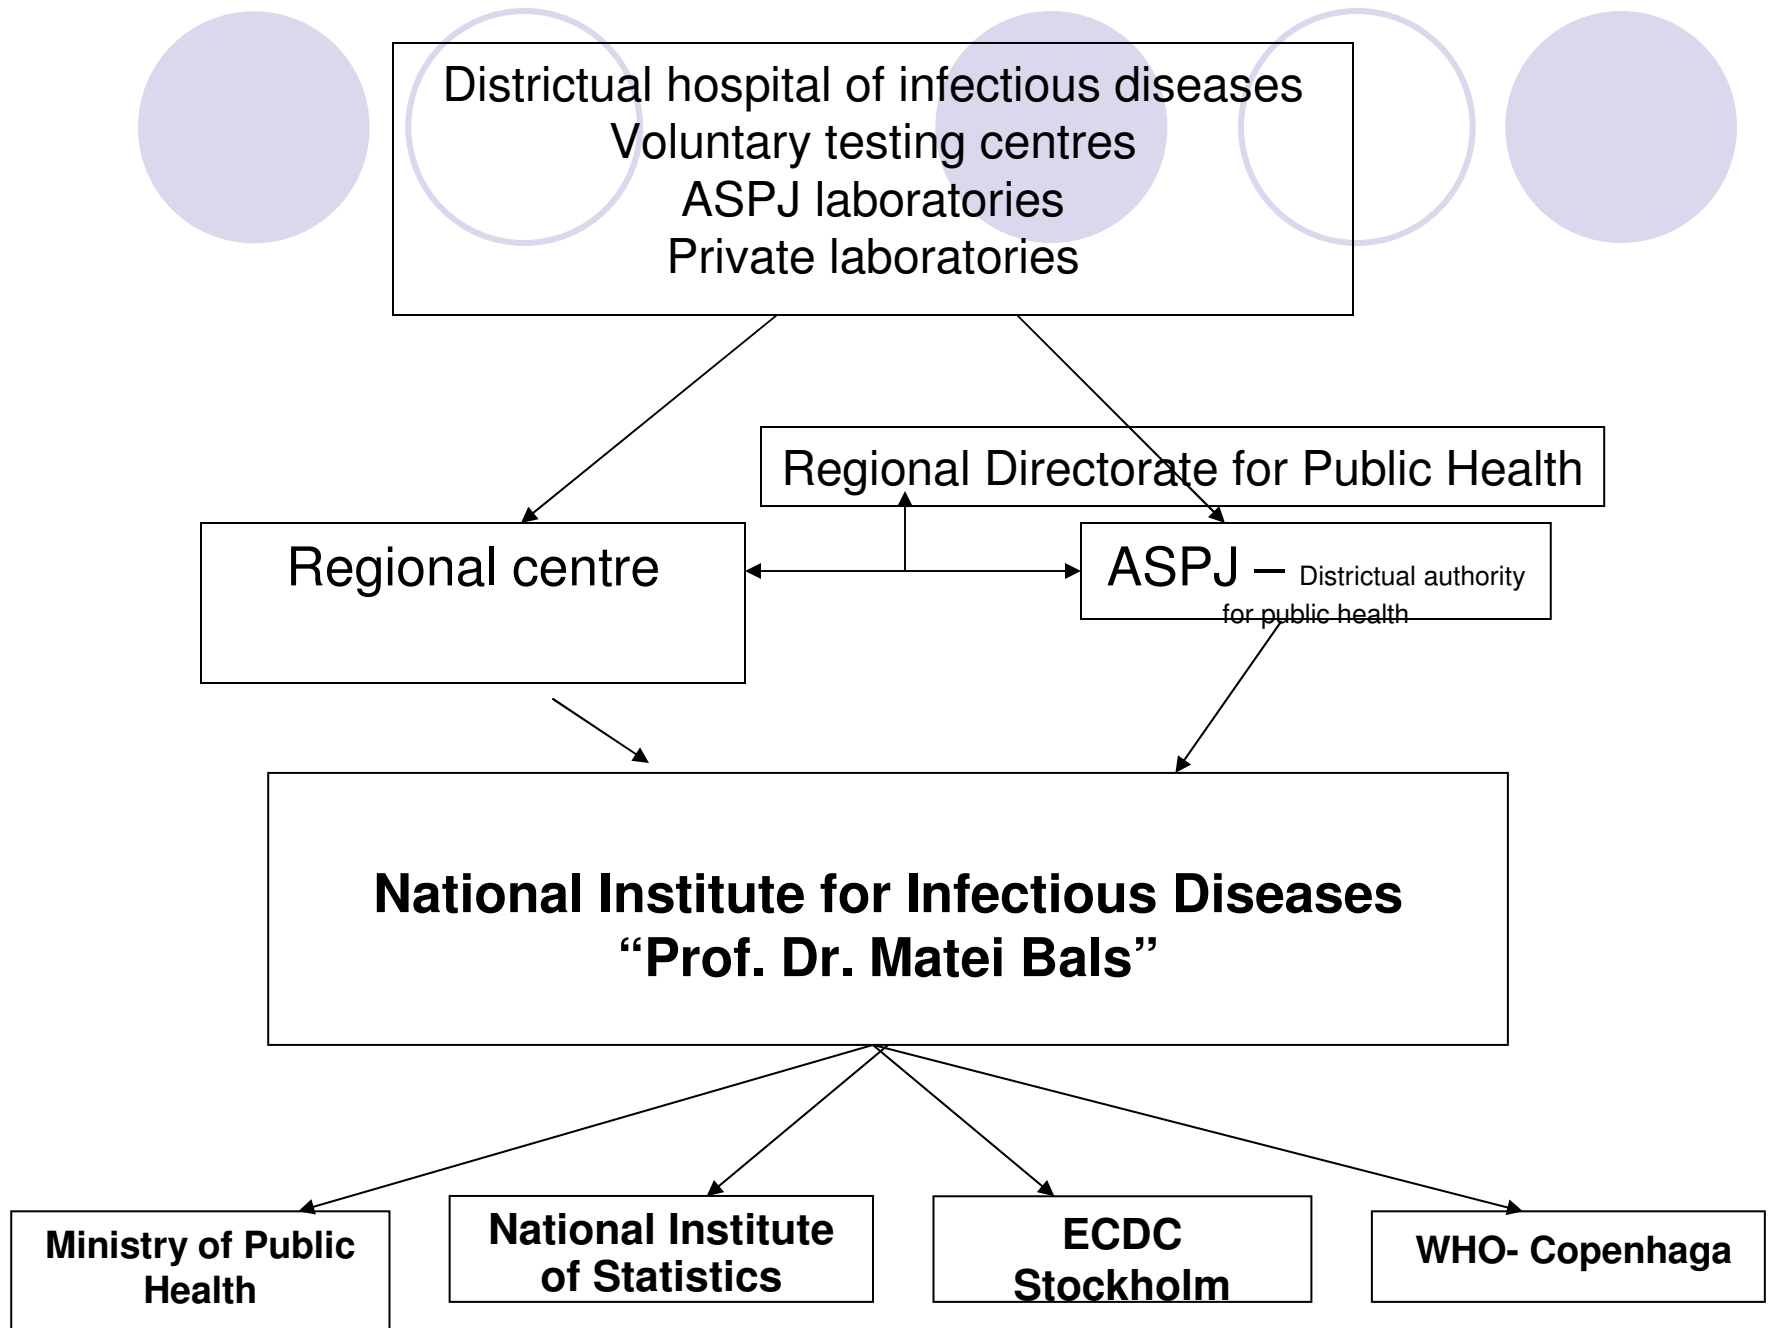 Districtual hospital of infectious diseases
Voluntary testing centres
ASPJ laboratories
Private laboratories
Regional Directorate for Public Health
Regional centre
ASPJ – Districtual authority
for public health
National Institute for Infectious Diseases
“Prof. Dr. Matei Bals”
Ministry of Public
Health
National Institute
of Statistics
ECDC
Stockholm
WHO- Copenhaga